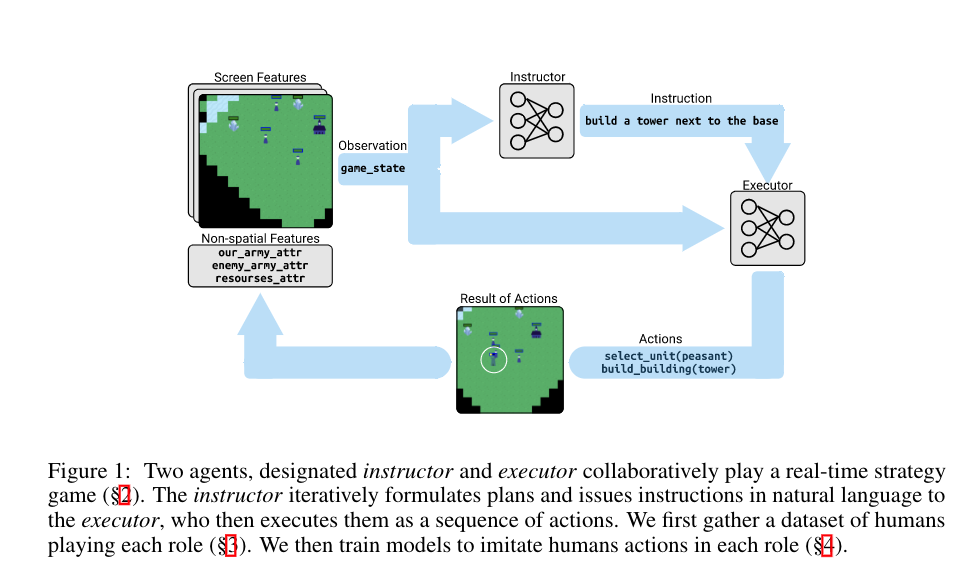 Screen Features
Instructor
Instruction
build a tower next to the base
Observation
game_state
Executor
Non-spatial Features
our_army_attr
enemy_army_attr
resourses_attr
Result of Actions
Actions
select_unit(peasant)
build_building(tower)
Figure 1: Two agents, designated instructor and executor collaboratively play a real-time strategy
game (§2). The instructor iteratively formulates plans and issues instructions in natural language to
the executor, who then executes them as a sequence of actions. We first gather a dataset of humans
playing each role (§3). We then train models to imitate humans actions in each role (§4).